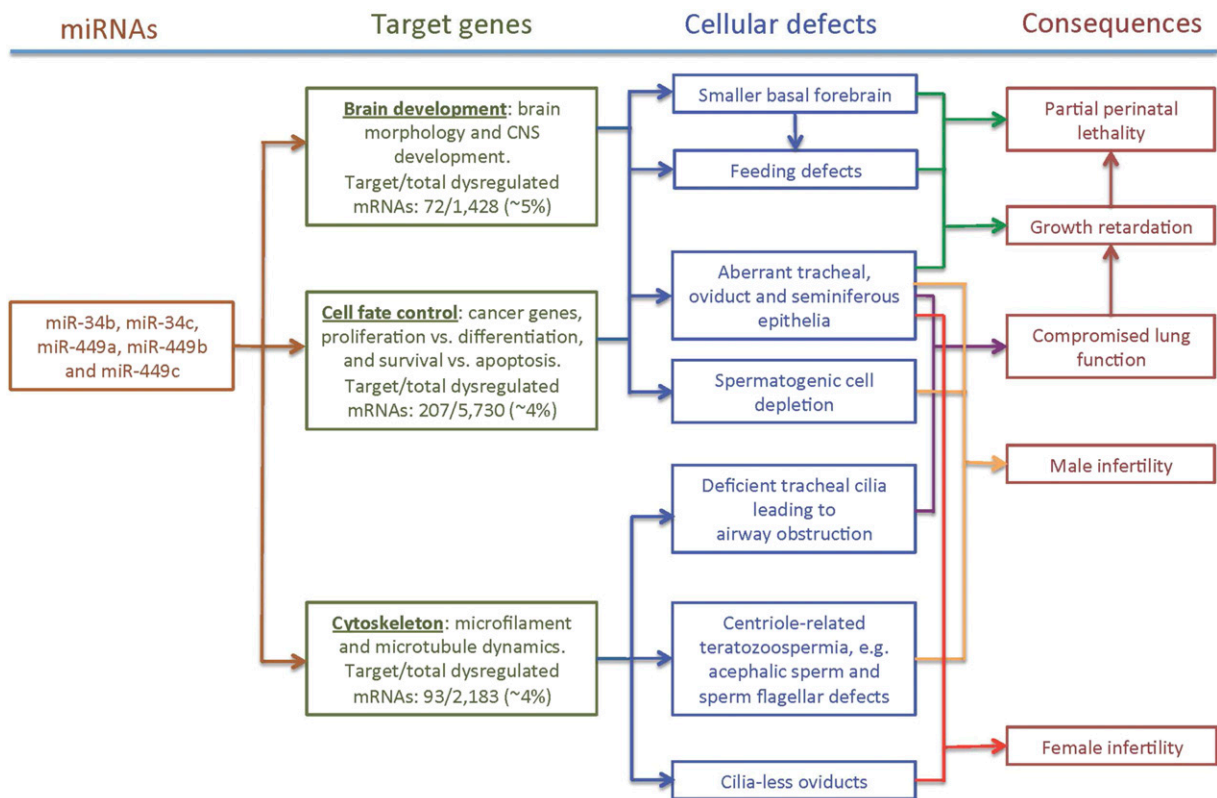 miRNAs
Target genes
Cellular defects
Consequences
miR-34b, miR-34c,
miR-449a, miR-449b
and miR-449c
Brain development: brain
morphology and CNS
development.
Target/total dysregulated
mRNAs: 72/1,428 (~5%)
Cell fate control: cancer genes,
proliferation vs. differentiation,
and survival vs. apoptosis.
Target/total dysregulated
mRNAs: 207/5,730 (~4%)
Cytoskeleton: microfilament
and microtubule dynamics.
Target/total dysregulated
mRNAs: 93/2,183 (~4%)
Smaller basal forebrain
Feeding defects
Aberrant tracheal,
oviduct and seminiferous
epithelia
Spermatogenic cell
depletion
Deficient tracheal cilia
leading to
airway obstruction
Centriole-related
teratozoospermia, e.g.
acephalic sperm and
sperm flagellar defects
Cilia-less oviducts
Partial perinatal
lethality
Growth retardation
Compromised lung
function
Male infertility
Female infertility